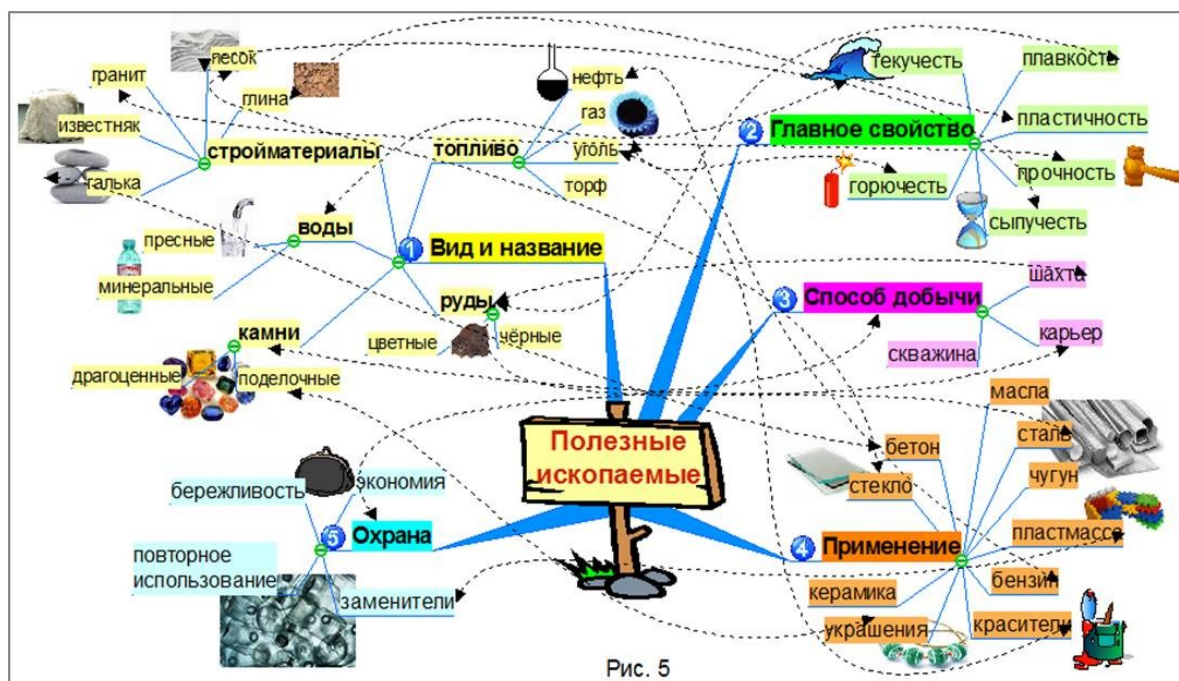 Полезные
ископаемые
1
Вид и название
стройматериалы
гранит
песок
глина
известняк
галька
топливо
нефть
газ
уголь
торф
воды
пресные
минеральные
руды
цветные
чёрные
камни
драгоценные
поделочные
2
Главное свойство
текучесть
плавкость
пластичность
прочность
горючесть
сыпучесть
3
Способ добычи
шахта
карьер
скважина
4
Применение
масла
сталь
чугун
пластмасса
бензин
красители
бетон
стекло
керамика
украшения
5
Охрана
бережливость
экономия
повторное
использование
заменители
Рис. 5